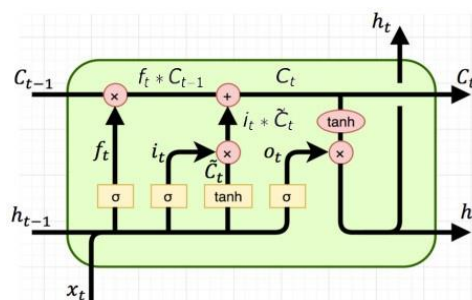 h_t
C_{t-1}
f_t * C_{t-1}
C_t
C_t
×
+
tanh
i_t * C̃_t
f_t
i_t
×
o_t
×
C̃_t
σ
σ
tanh
σ
h_{t-1}
h
x_t